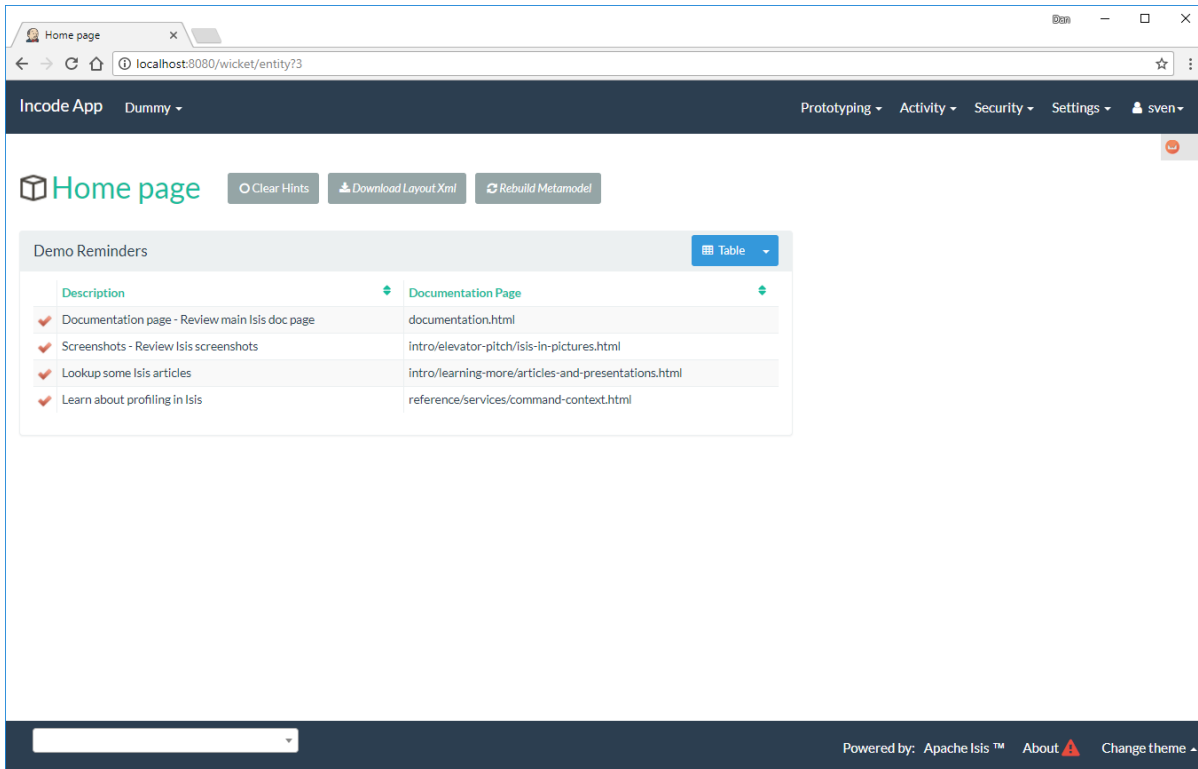 Dan
Home page
localhost:8080/wicket/entity?3
Incode App Dummy Prototyping Activity Security Settings sven
Home page Clear Hints Download Layout Xml Rebuild Metamodel
Demo Reminders Table
Description Documentation Page
Documentation page - Review main Isis doc page documentation.html
Screenshots - Review Isis screenshots intro/elevator-pitch/isis-in-pictures.html
Lookup some Isis articles intro/learning-more/articles-and-presentations.html
Learn about profiling in Isis reference/services/command-context.html
Powered by: Apache Isis ™ About Change theme